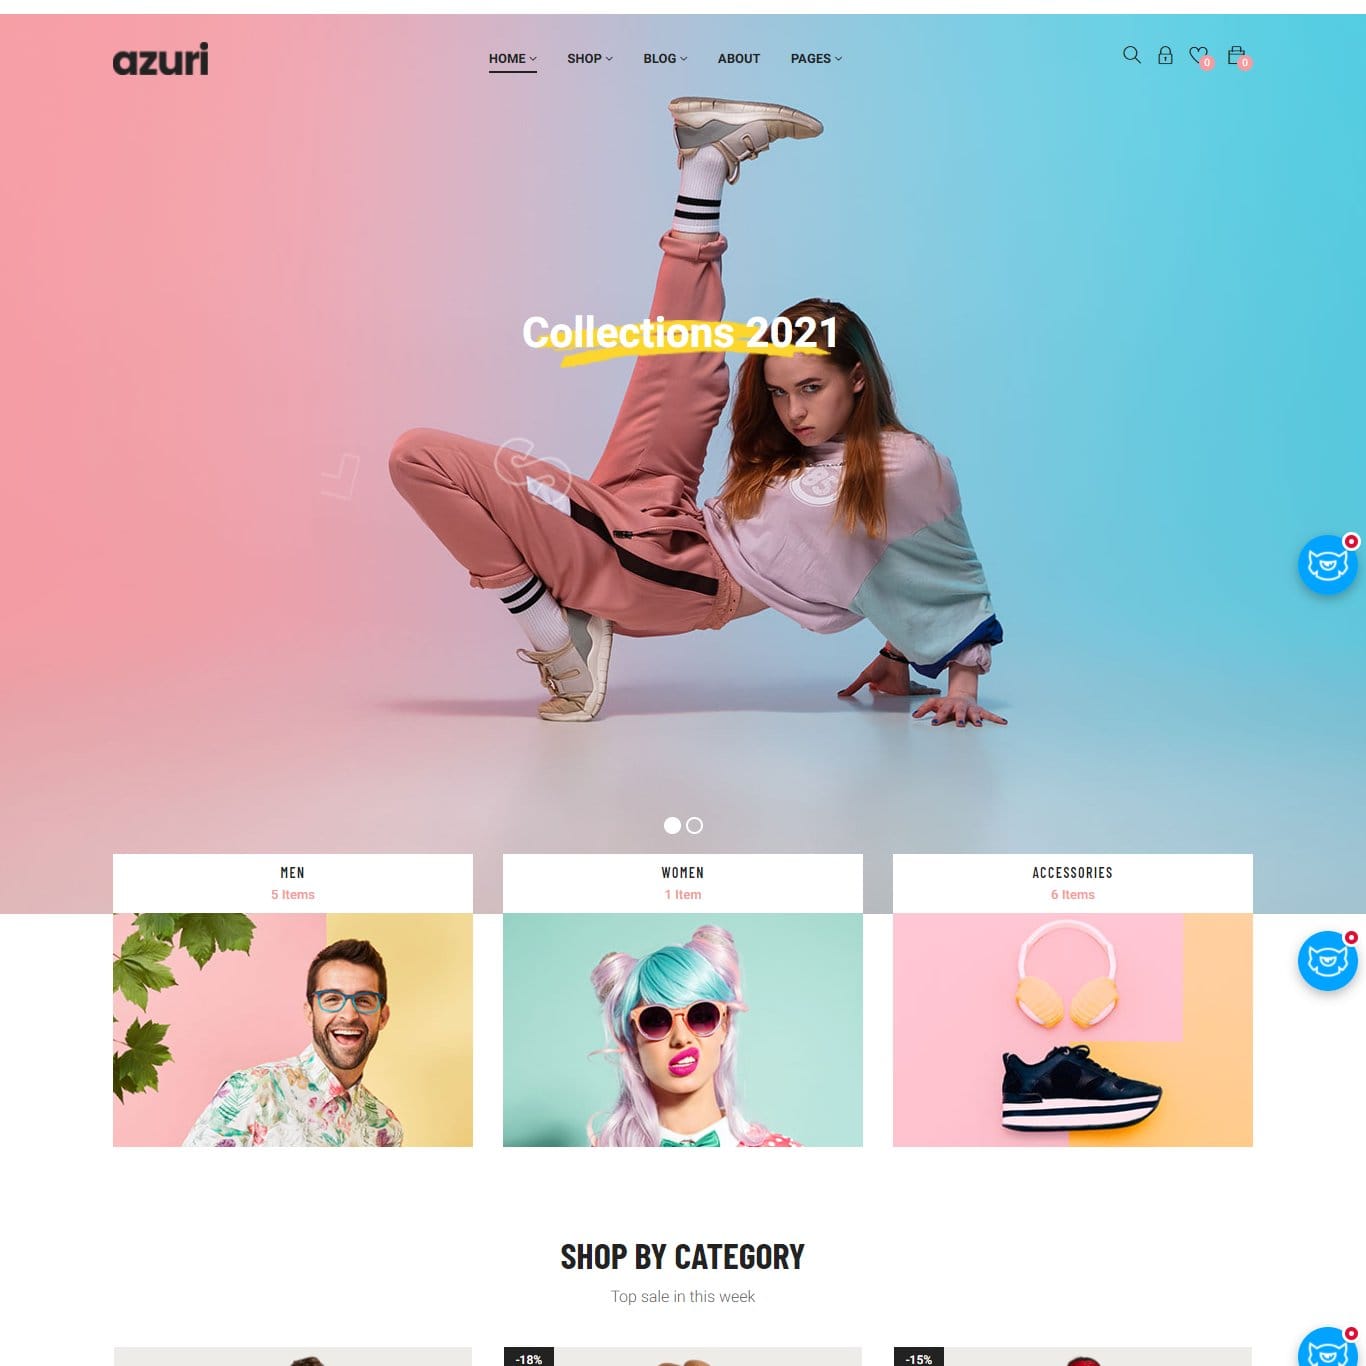 azuri
HOME
SHOP
BLOG
ABOUT
PAGES
0
0
Collections 2021
MEN
5 Items
WOMEN
1 Item
ACCESSORIES
6 Items
SHOP BY CATEGORY
Top sale in this week
-18%
-15%